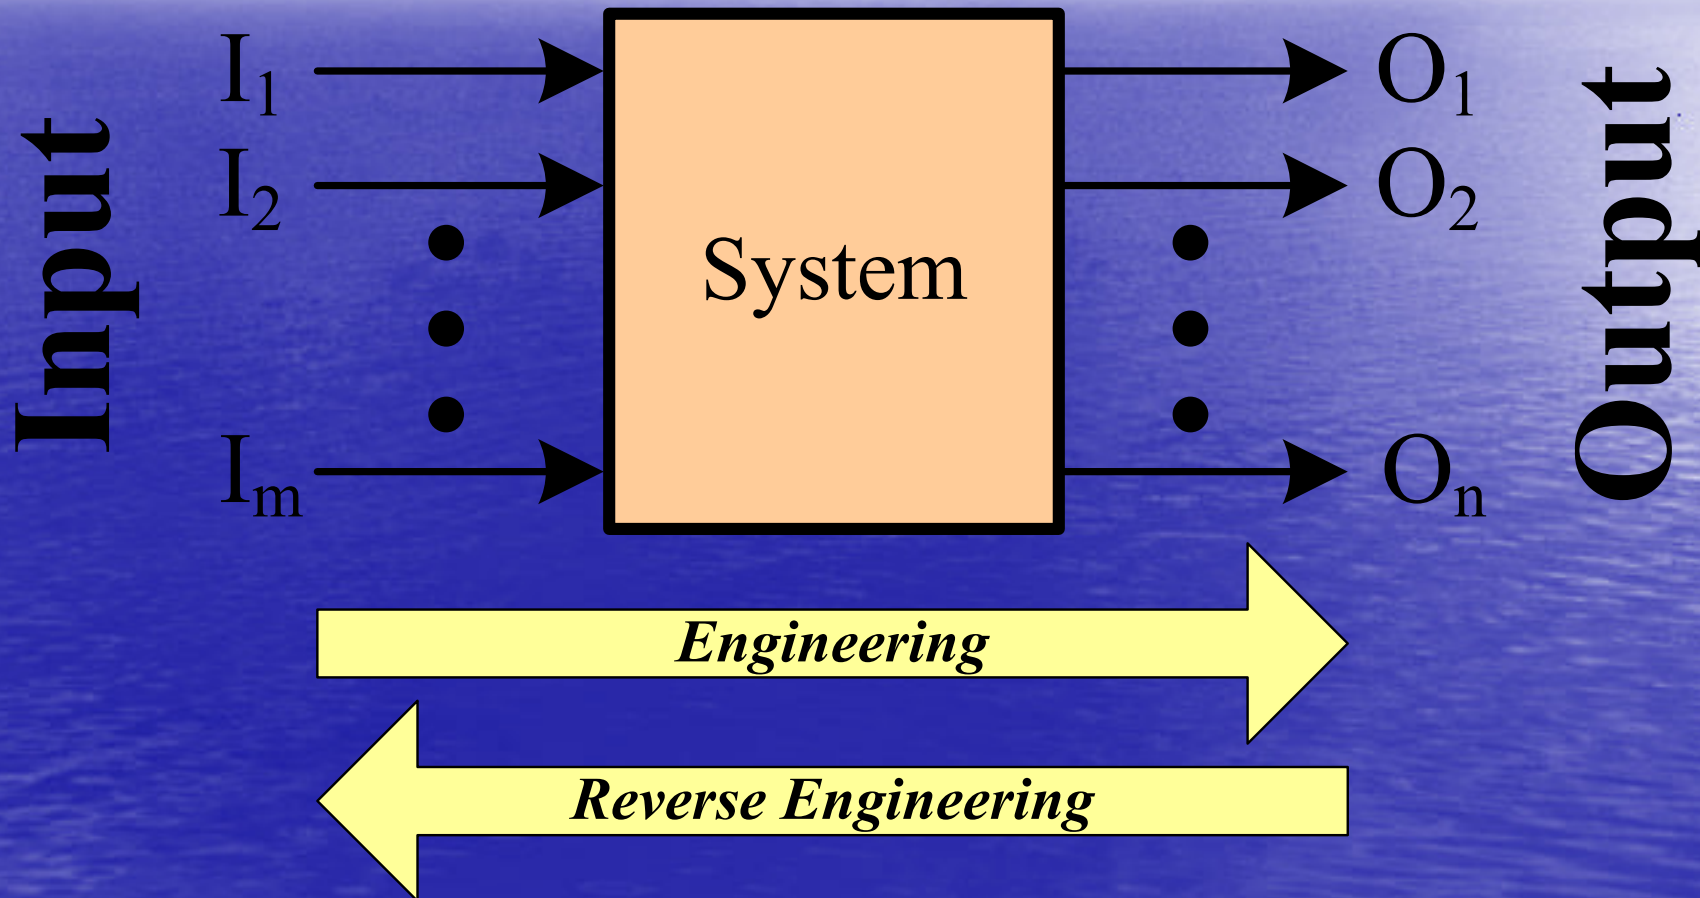 Input
I₁
I₂
Iₘ
System
O₁
O₂
Oₙ
Output
Engineering
Reverse Engineering